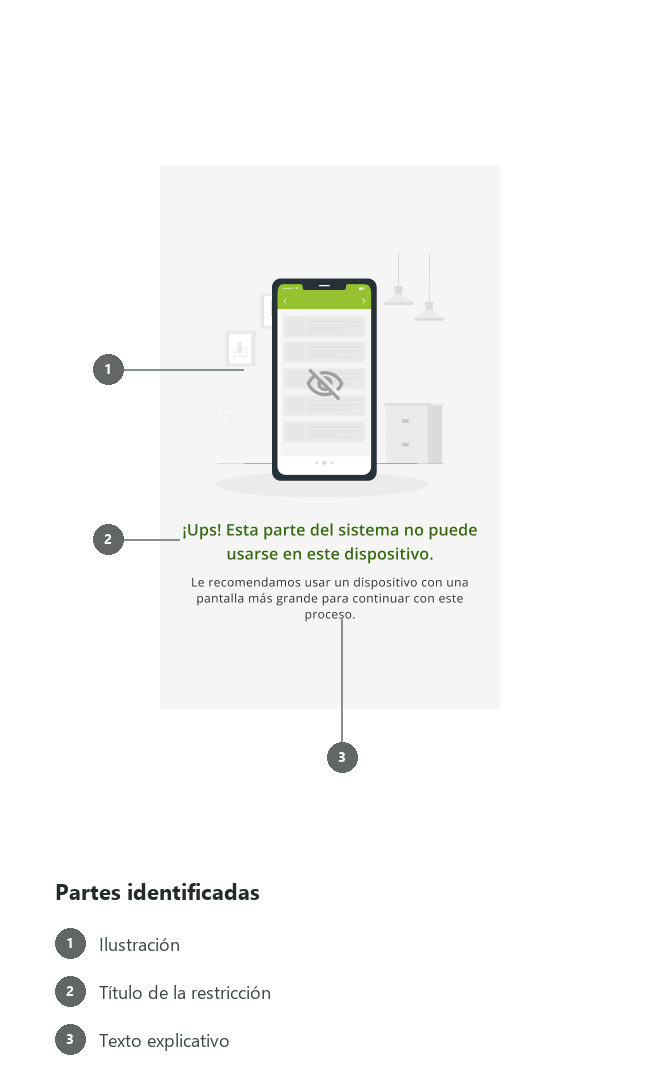 1
2
¡Ups! Esta parte del sistema no puede
usarse en este dispositivo.
Le recomendamos usar un dispositivo con una
pantalla más grande para continuar con este
proceso.
3
Partes identificadas
1 Ilustración
2 Título de la restricción
3 Texto explicativo